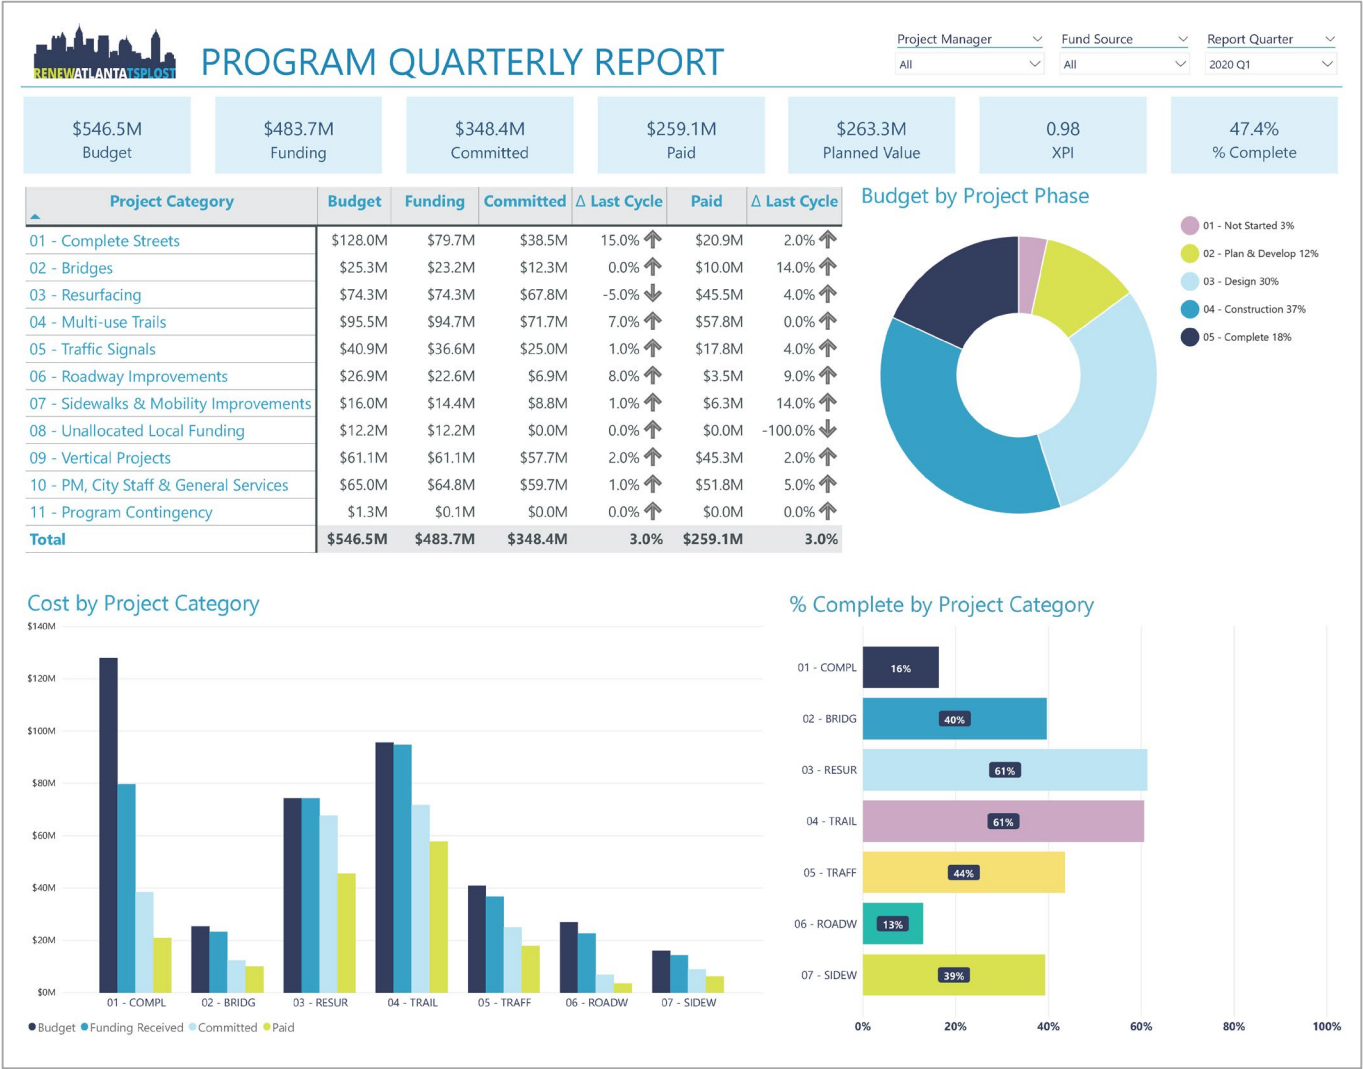 RENEWATLANTATSPLOST
PROGRAM QUARTERLY REPORT
Project Manager
All
Fund Source
All
Report Quarter
2020 Q1
$546.5M
Budget
$483.7M
Funding
$348.4M
Committed
$259.1M
Paid
$263.3M
Planned Value
0.98
XPI
47.4%
% Complete
Project Category Budget Funding Committed Δ Last Cycle Paid Δ Last Cycle
01 - Complete Streets $128.0M $79.7M $38.5M 15.0% $20.9M 2.0%
02 - Bridges $25.3M $23.2M $12.3M 0.0% $10.0M 14.0%
03 - Resurfacing $74.3M $74.3M $67.8M -5.0% $45.5M 4.0%
04 - Multi-use Trails $95.5M $94.7M $71.7M 7.0% $57.8M 0.0%
05 - Traffic Signals $40.9M $36.6M $25.0M 1.0% $17.8M 4.0%
06 - Roadway Improvements $26.9M $22.6M $6.9M 8.0% $3.5M 9.0%
07 - Sidewalks & Mobility Improvements $16.0M $14.4M $8.8M 1.0% $6.3M 14.0%
08 - Unallocated Local Funding $12.2M $12.2M $0.0M 0.0% $0.0M -100.0%
09 - Vertical Projects $61.1M $61.1M $57.7M 2.0% $45.3M 2.0%
10 - PM, City Staff & General Services $65.0M $64.8M $59.7M 1.0% $51.8M 5.0%
11 - Program Contingency $1.3M $0.1M $0.0M 0.0% $0.0M 0.0%
Total $546.5M $483.7M $348.4M 3.0% $259.1M 3.0%
Budget by Project Phase
01 - Not Started 3%
02 - Plan & Develop 12%
03 - Design 30%
04 - Construction 37%
05 - Complete 18%
Cost by Project Category
$140M
$120M
$100M
$80M
$60M
$40M
$20M
$0M
01 - COMPL 02 - BRIDG 03 - RESUR 04 - TRAIL 05 - TRAFF 06 - ROADW 07 - SIDEW
Budget Funding Received Committed Paid
% Complete by Project Category
01 - COMPL 16%
02 - BRIDG 40%
03 - RESUR 61%
04 - TRAIL 61%
05 - TRAFF 44%
06 - ROADW 13%
07 - SIDEW 39%
0% 20% 40% 60% 80% 100%